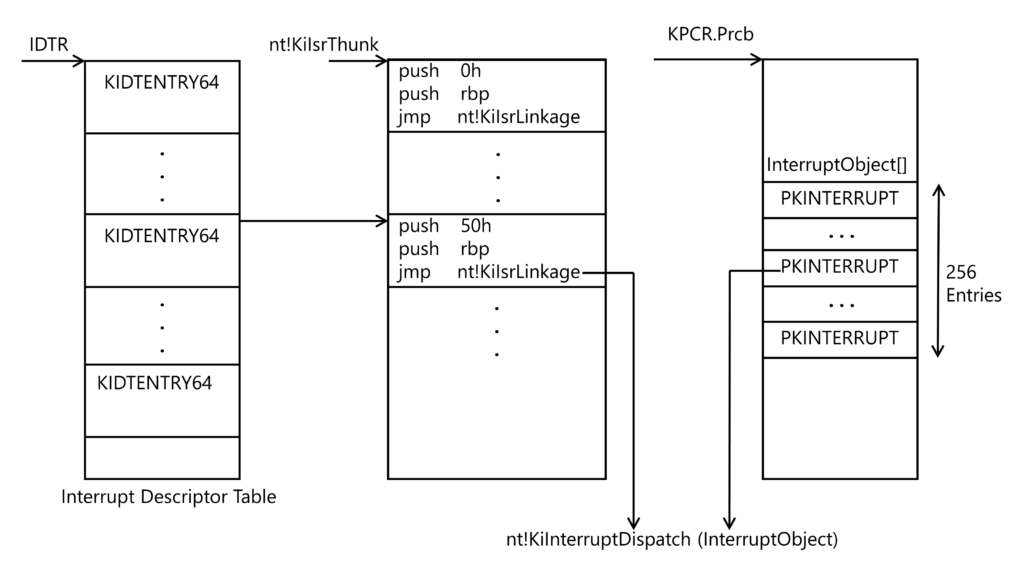 IDTR
KIDTENTRY64
.
.
.
KIDTENTRY64
.
.
.
KIDTENTRY64
Interrupt Descriptor Table
nt!KiIsrThunk
push 0h
push rbp
jmp nt!KiIsrLinkage
.
.
.
push 50h
push rbp
jmp nt!KiIsrLinkage
.
.
.
KPCR.Prcb
InterruptObject[]
PKINTERRUPT
...
PKINTERRUPT
...
PKINTERRUPT
256
Entries
nt!KiInterruptDispatch (InterruptObject)